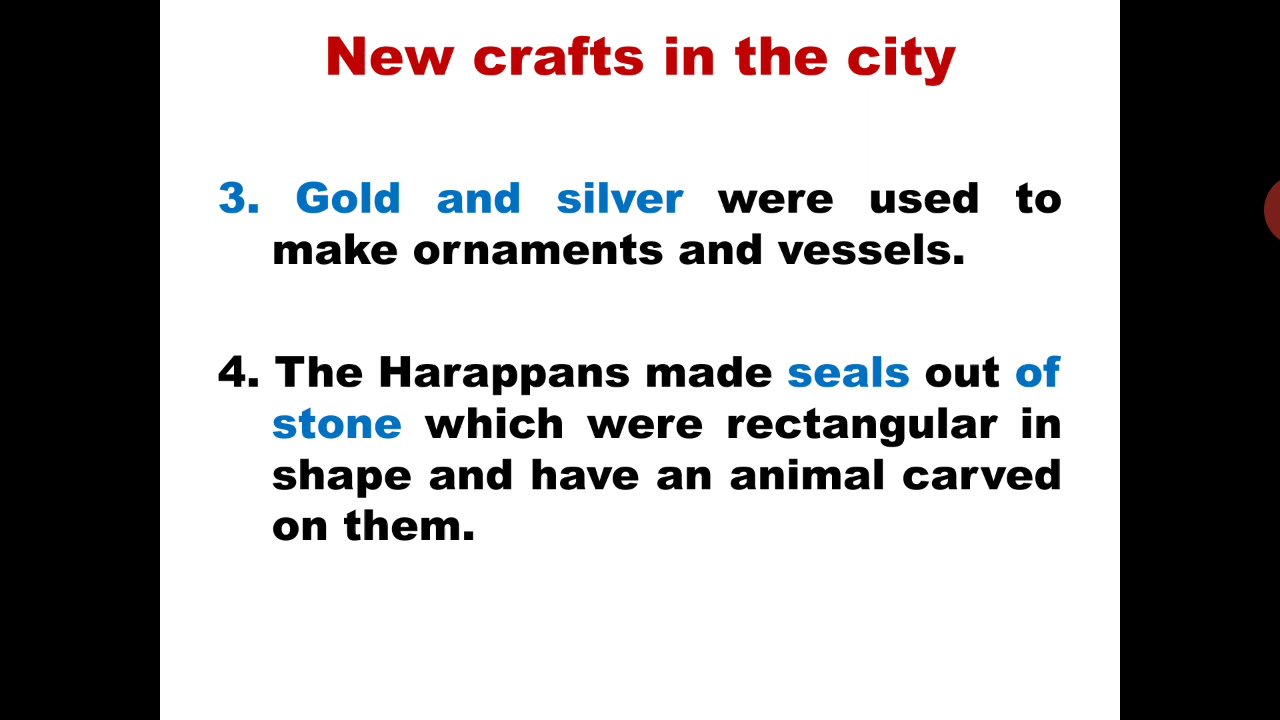 New crafts in the city
3. Gold and silver were used to
make ornaments and vessels.
4. The Harappans made seals out of
stone which were rectangular in
shape and have an animal carved
on them.